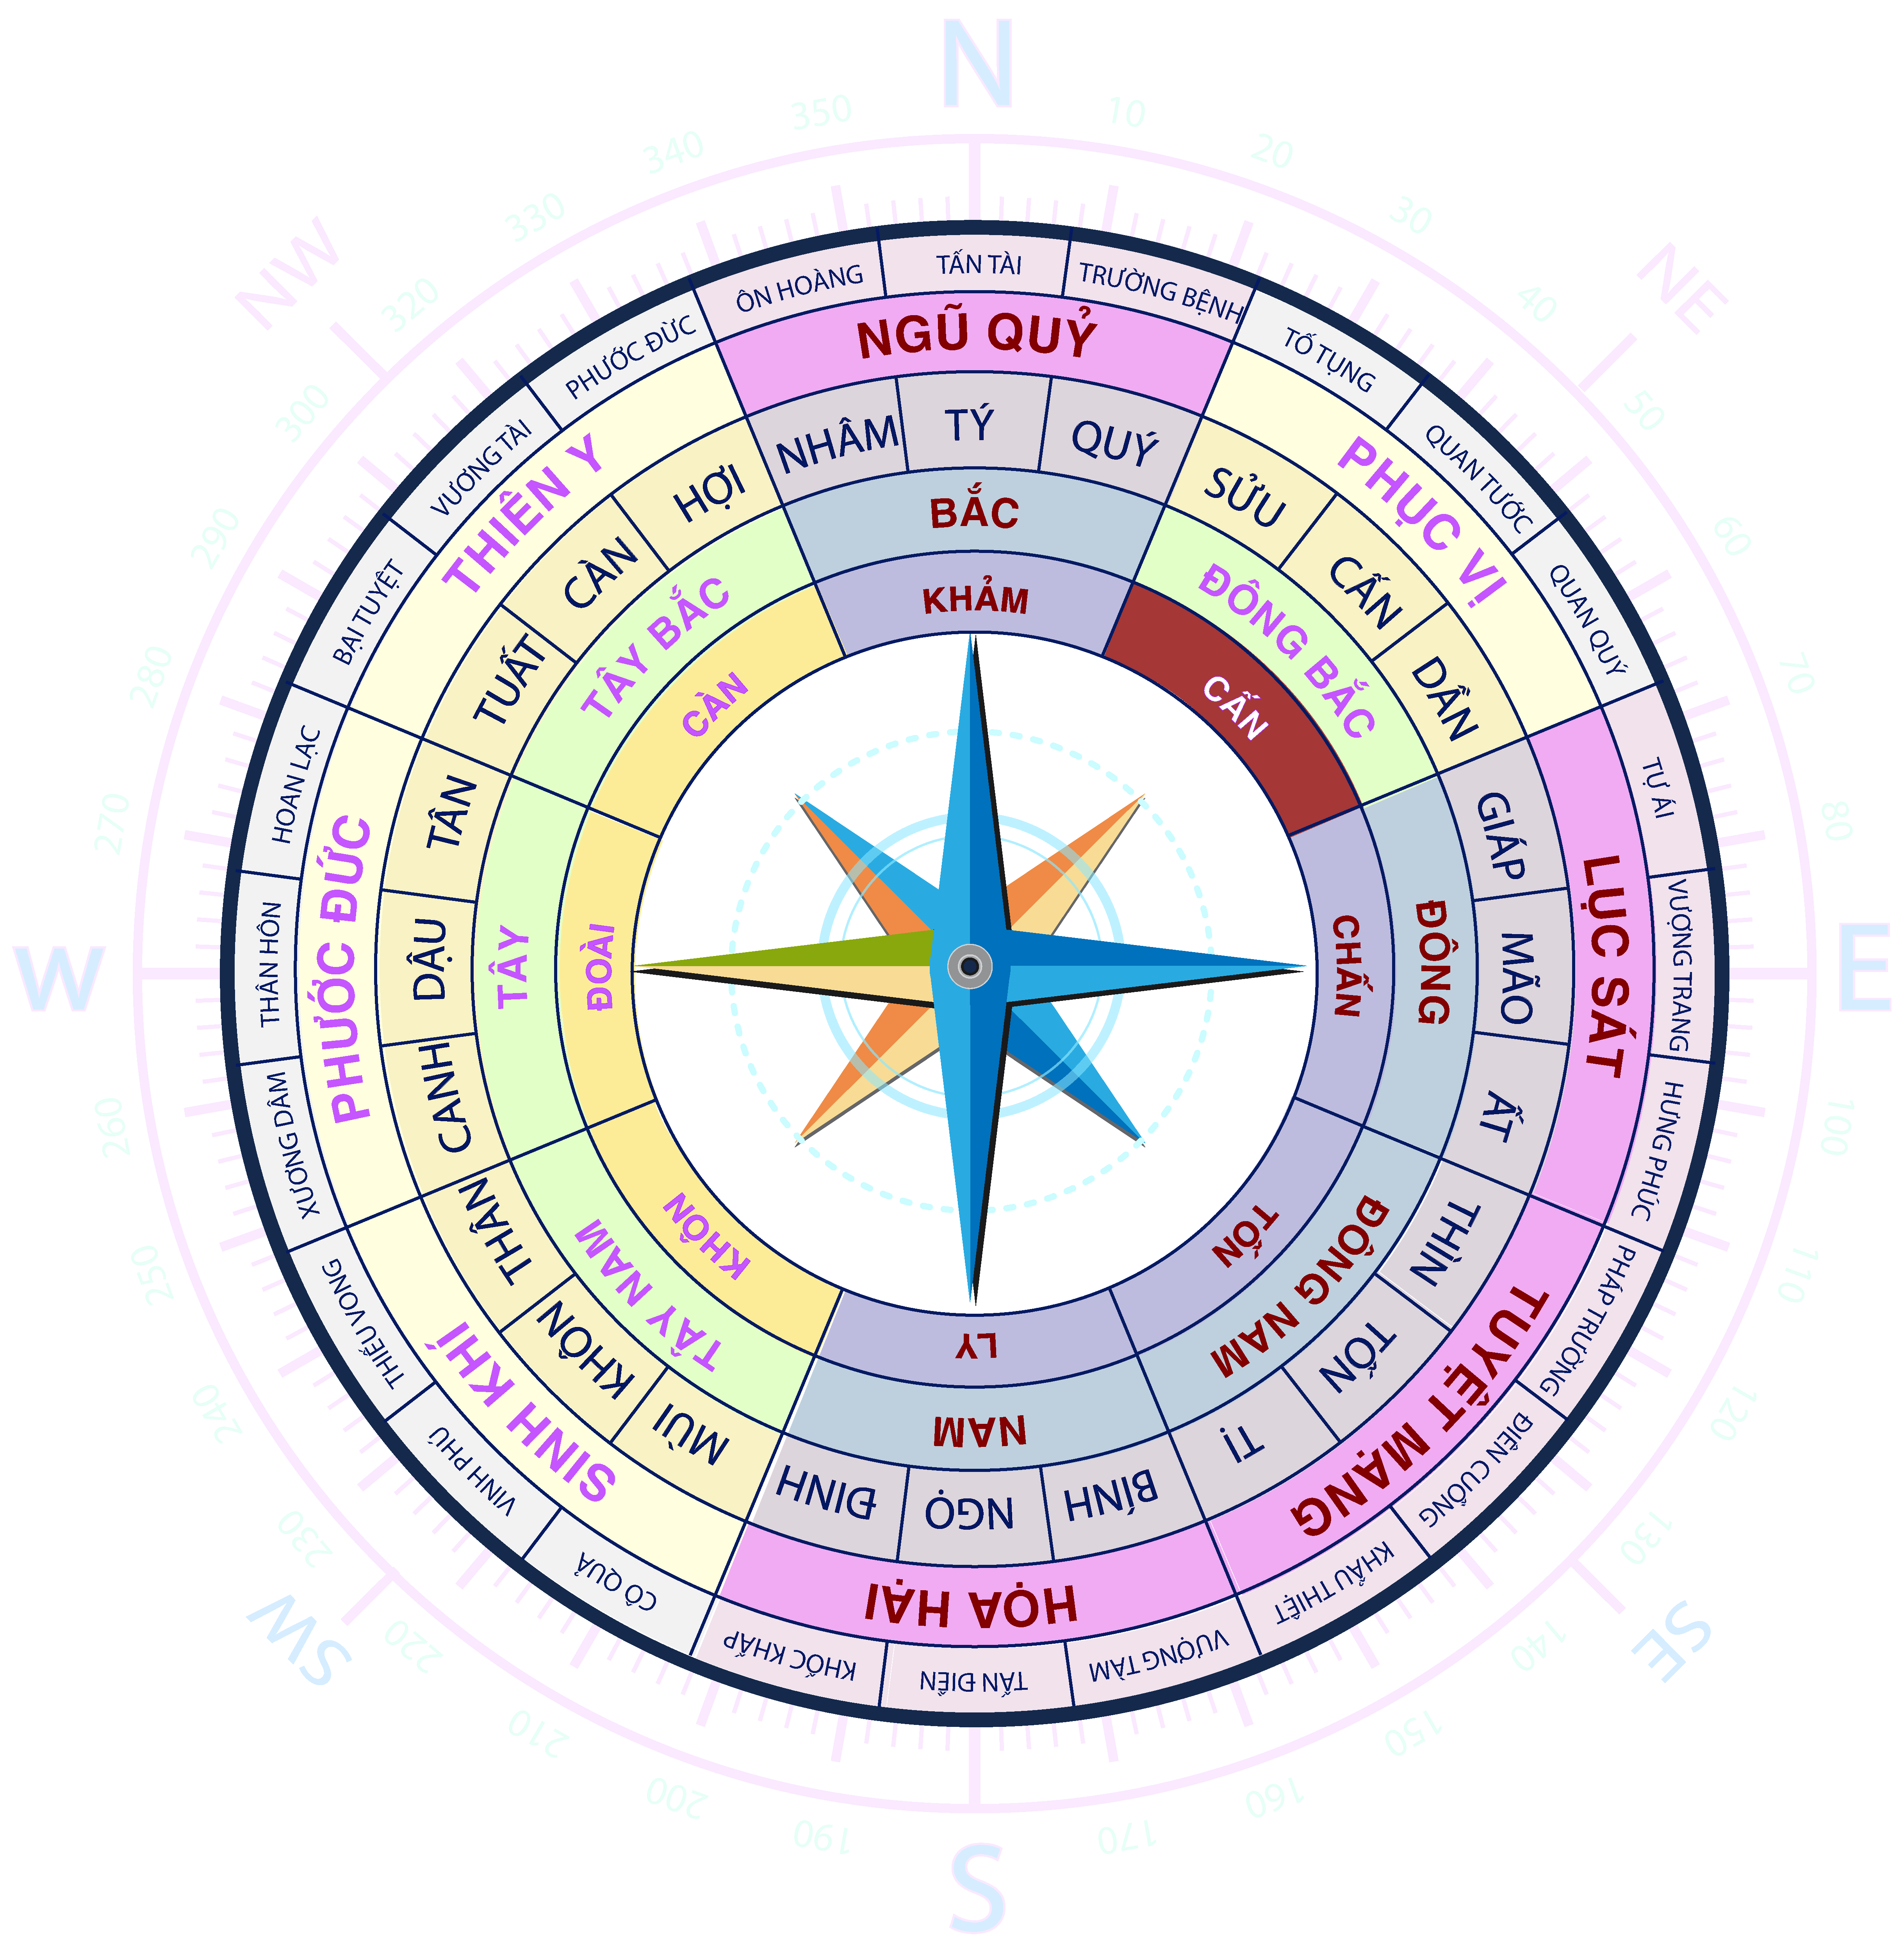 N
10
20
30
NE
40
50
60
70
80
E
100
110
120
130
SE
140
150
160
170
S
190
200
210
220
SW
230
240
250
260
W
270
280
290
300
320
NW
330
340
350
ÔN HOÀNG
TẤN TÀI
TRƯỜNG BỆNH
TỐ TỤNG
QUAN TƯỚC
QUAN QUÝ
TỰ ÁI
VƯỢNG TRANG
HƯNG PHÚC
PHÁP TRƯỜNG
ĐIÊN CUỒNG
KHẨU THIỆT
VƯỢNG TÀM
TẤN ĐIỀN
KHỐC KHẤP
CÔ QUẢ
VINH PHÚ
THIẾU VONG
XƯƠNG DÂM
THÂN HÔN
HOAN LẠC
BẠI TUYỆT
VƯƠNG TÀI
PHƯỚC ĐỨC
NGŨ QUỶ
PHỤC VỊ
LỤC SÁT
TUYỆT MẠNG
HỌA HẠI
SINH KHÍ
PHƯỚC ĐỨC
THIÊN Y
NHÂM
TÝ
QUÝ
SỬU
CẤN
DẦN
GIÁP
MÃO
ẤT
THÌN
TỐN
TỊ
BÍNH
NGỌ
ĐINH
MÙI
KHÔN
THÂN
CANH
DẬU
TÂN
TUẤT
CÀN
HỢI
BẮC
ĐÔNG BẮC
ĐÔNG
ĐÔNG NAM
NAM
TÂY NAM
TÂY
TÂY BẮC
KHẢM
CẤN
CHẤN
TỐN
LY
KHÔN
ĐOÀI
CÀN